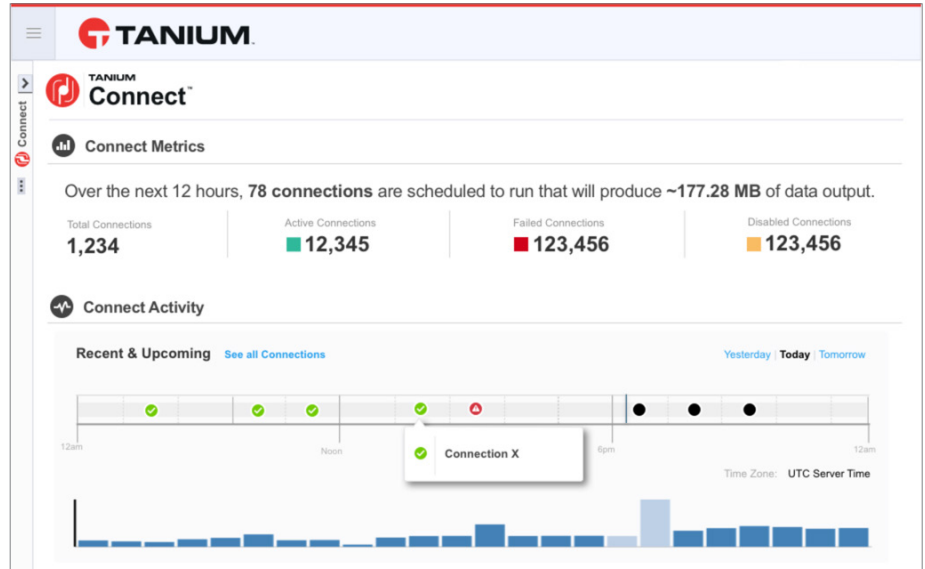 TANIUM.
TANIUM
Connect™
Connect
Connect Metrics
Over the next 12 hours, 78 connections are scheduled to run that will produce ~177.28 MB of data output.
Total Connections
1,234
Active Connections
12,345
Failed Connections
123,456
Disabled Connections
123,456
Connect Activity
Recent & Upcoming See all Connections
Yesterday | Today | Tomorrow
12am Noon 6pm 12am
Connection X
Time Zone: UTC Server Time